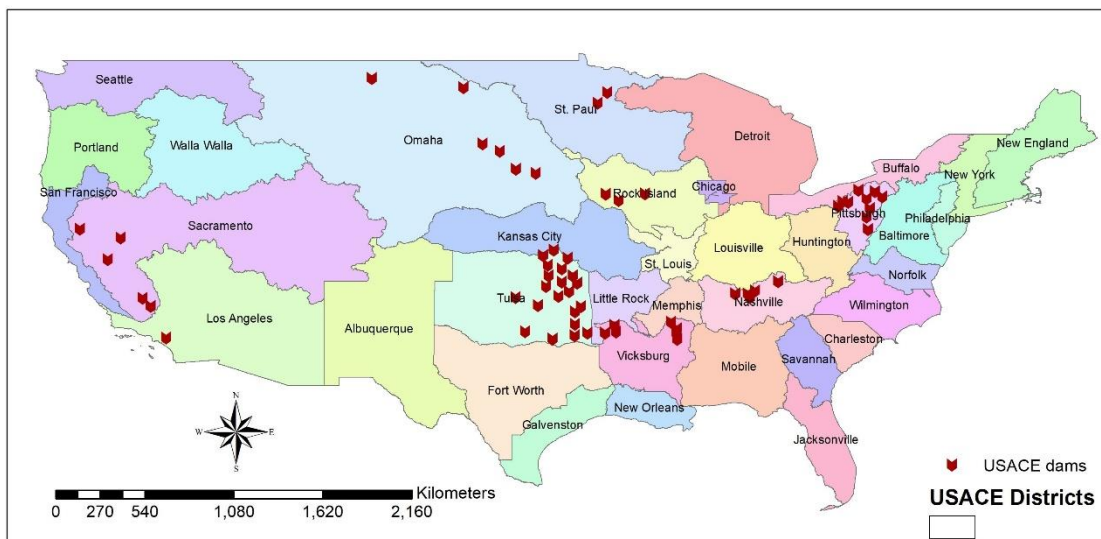 Seattle
St. Paul
New England
Portland
Walla Walla
Omaha
Detroit
Buffalo
New York
San Francisco
Rock Island
Chicago
Pittsburgh
Philadelphia
Sacramento
Kansas City
Louisville
Huntington
Baltimore
St. Louis
Norfolk
Tulsa
Little Rock
Memphis
Nashville
Wilmington
Los Angeles
Albuquerque
Vicksburg
Mobile
Savannah
Charleston
Fort Worth
New Orleans
Galvenston
Jacksonville
N
W E
S
USACE dams
Kilometers
USACE Districts
0 270 540 1,080 1,620 2,160